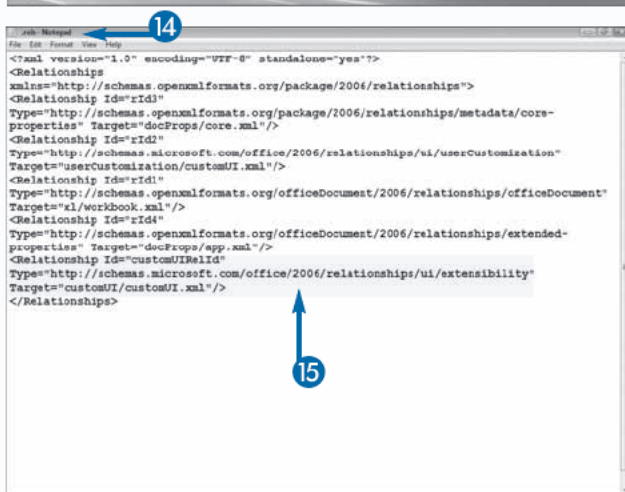 .rels - Notepad
14
File Edit Format View Help
<?xml version="1.0" encoding="UTF-8" standalone="yes"?>
<Relationships
xmlns="http://schemas.openxmlformats.org/package/2006/relationships">
<Relationship Id="rId3"
Type="http://schemas.openxmlformats.org/package/2006/relationships/metadata/core-
properties" Target="docProps/core.xml"/>
<Relationship Id="rId2"
Type="http://schemas.microsoft.com/office/2006/relationships/ui/userCustomization"
Target="userCustomization/customUI.xml"/>
<Relationship Id="rId1"
Type="http://schemas.openxmlformats.org/officeDocument/2006/relationships/officeDocument"
Target="xl/workbook.xml"/>
<Relationship Id="rId4"
Type="http://schemas.openxmlformats.org/officeDocument/2006/relationships/extended-
properties" Target="docProps/app.xml"/>
<Relationship Id="customUIRelId"
Type="http://schemas.microsoft.com/office/2006/relationships/ui/extensibility"
Target="customUI/customUI.xml"/>
</Relationships>
15